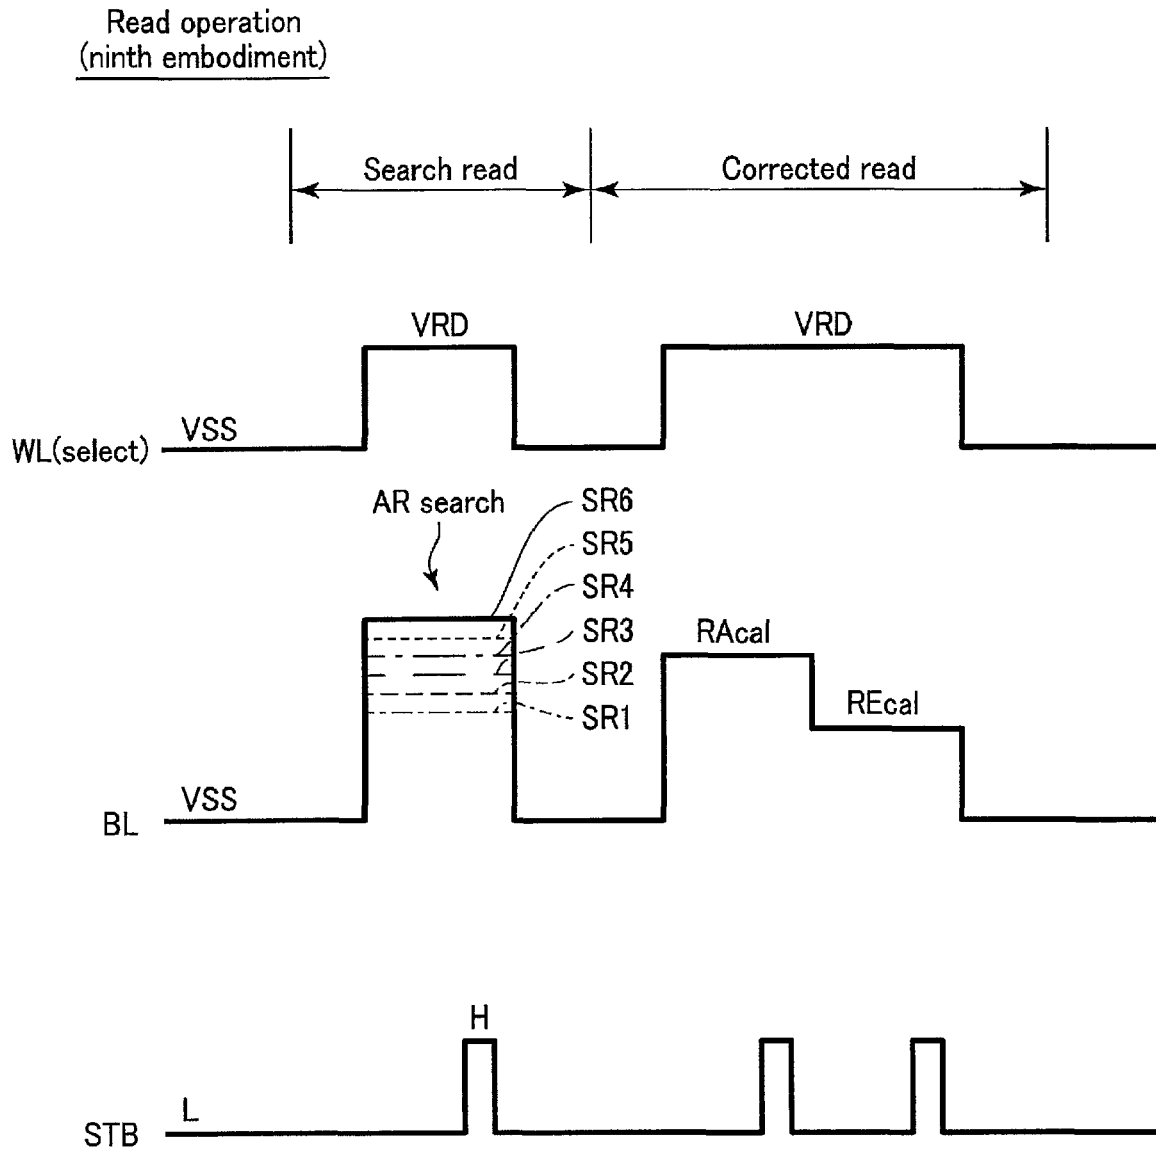 Read operation
(ninth embodiment)
Search read
Corrected read
VRD
VRD
VSS
WL(select)
AR search
SR6
SR5
SR4
SR3
SR2
SR1
RAcal
REcal
VSS
BL
H
L
STB